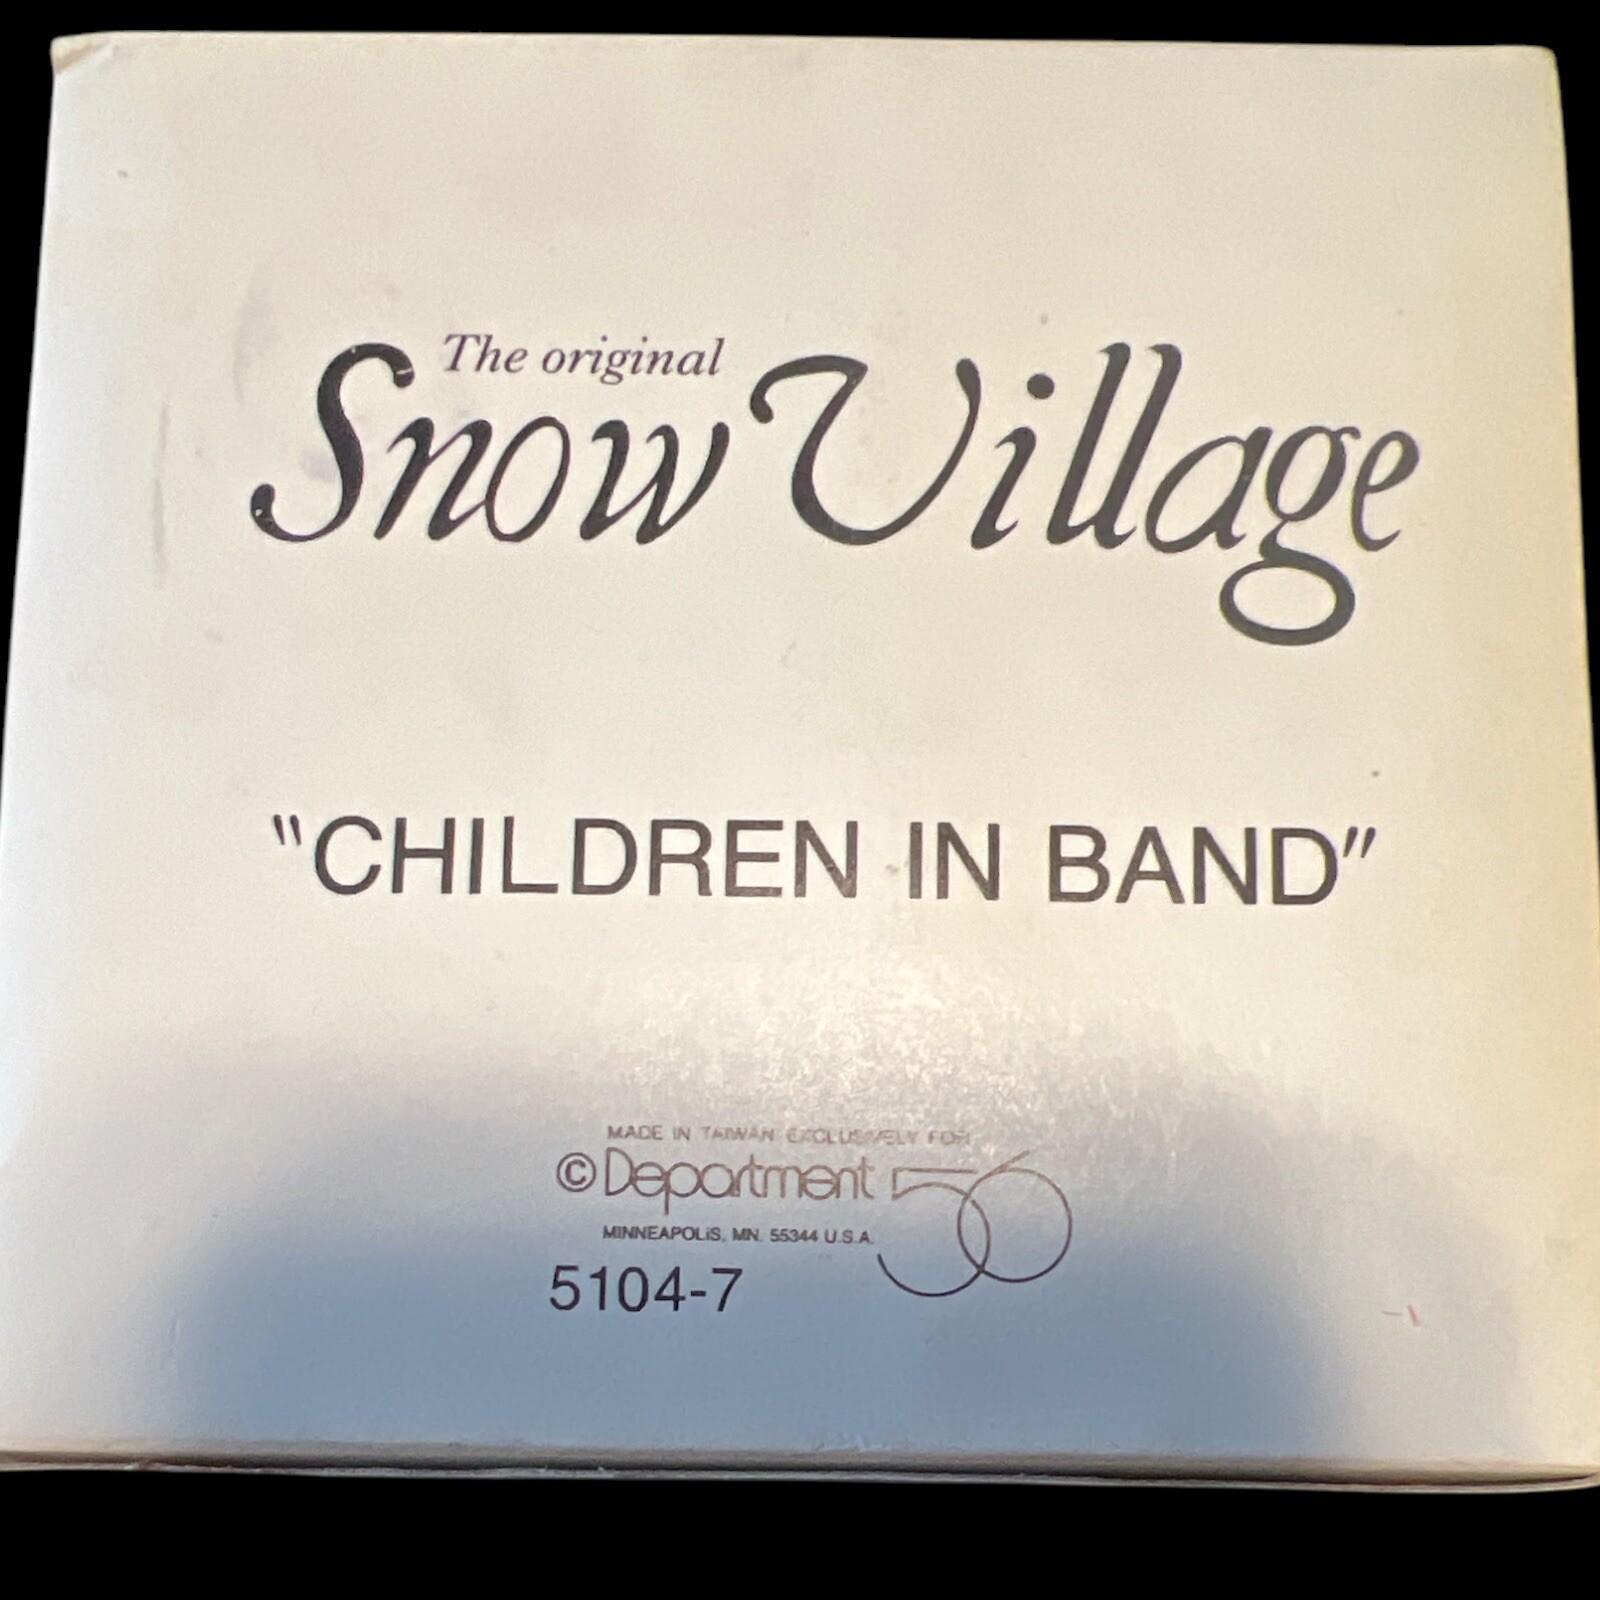 The original
Snow Village
"CHILDREN IN BAND"
MADE IN TAIWAN EXCLUSIVELY FOR
©Department 56
MINNEAPOLIS, MN. 55344 U.S.A.
5104-7